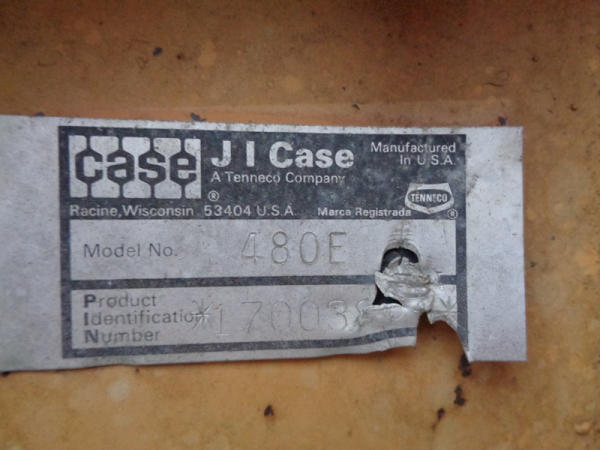 case J I Case Manufactured In U.S.A.
A Tenneco Company
® TENNECO ®
Racine, Wisconsin 53404 U.S.A. Marca Registrada
Model No. 480E
Product
Identification
Number